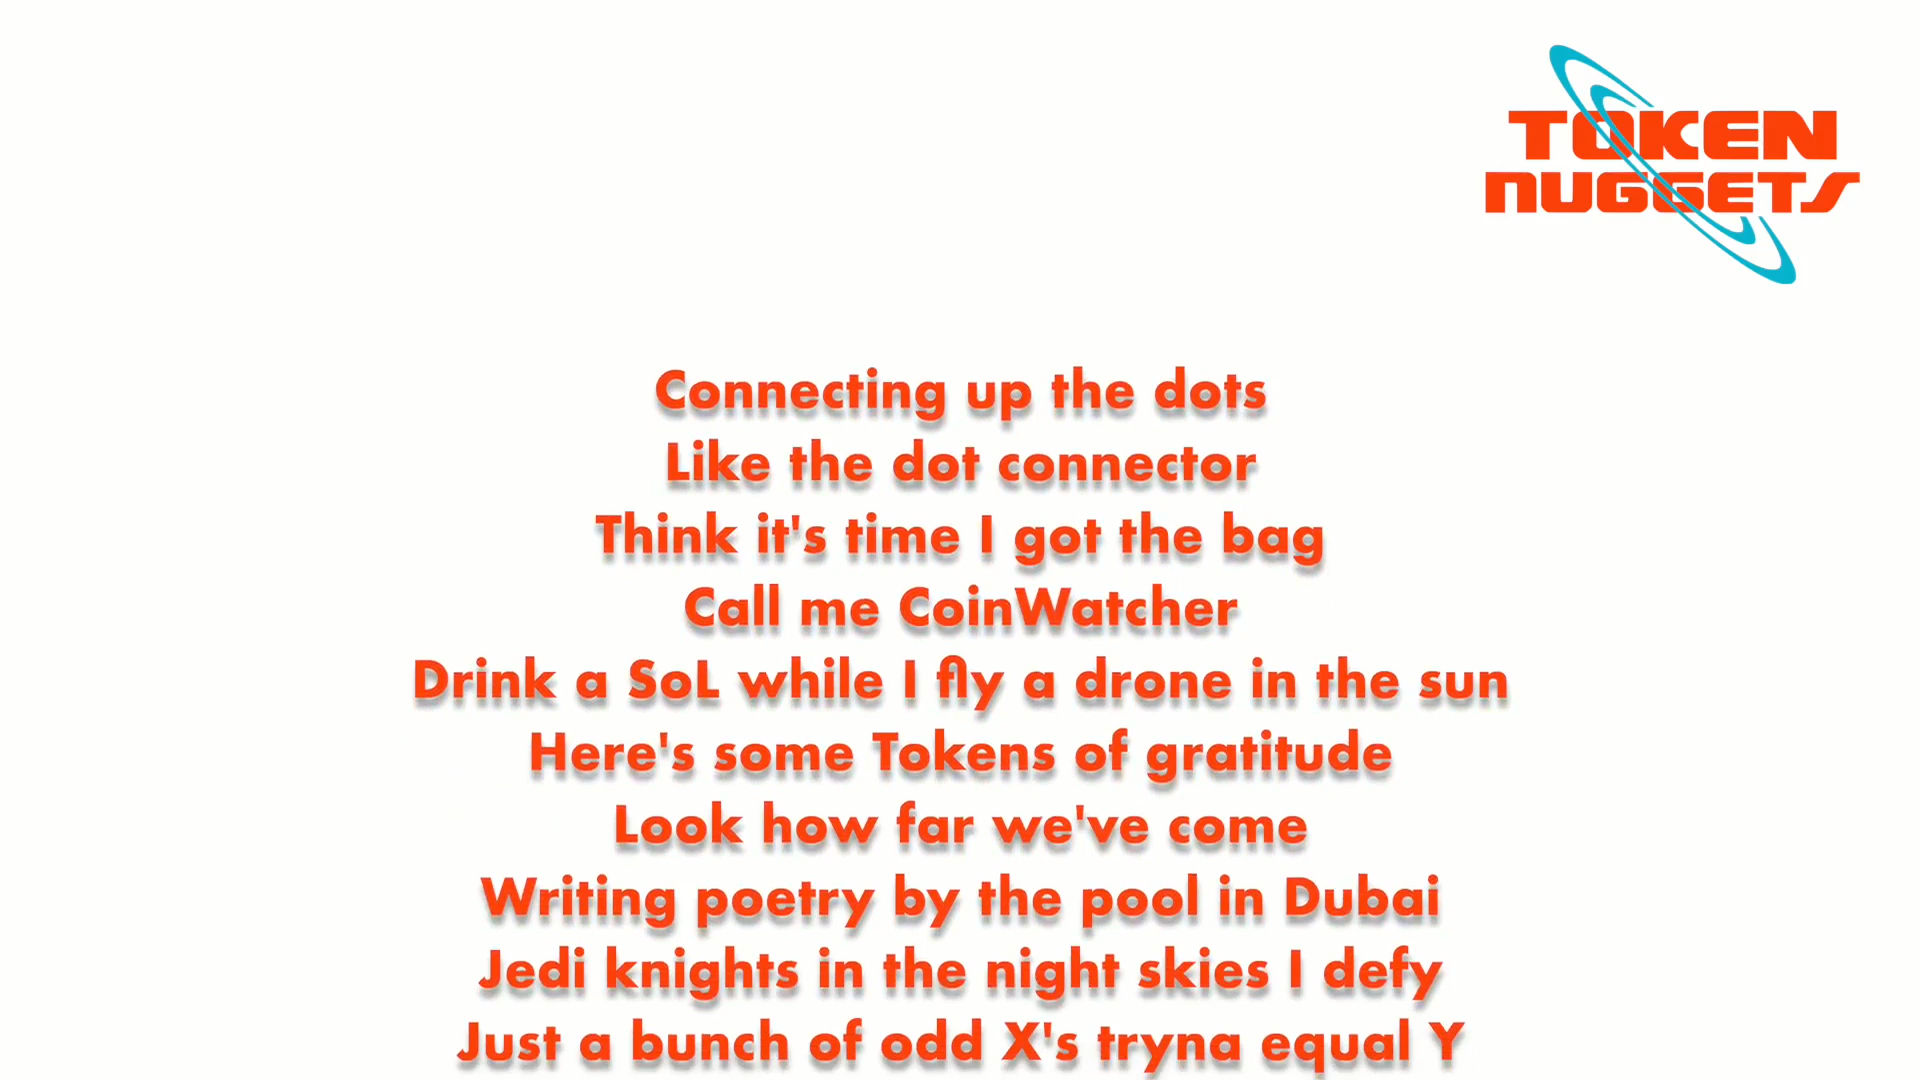 TOKEN
NUGGETS
Connecting up the dots
Like the dot connector
Think it's time I got the bag
Call me CoinWatcher
Drink a SoL while I fly a drone in the sun
Here's some Tokens of gratitude
Look how far we've come
Writing poetry by the pool in Dubai
Jedi knights in the night skies I defy
Just a bunch of odd X's tryna equal Y